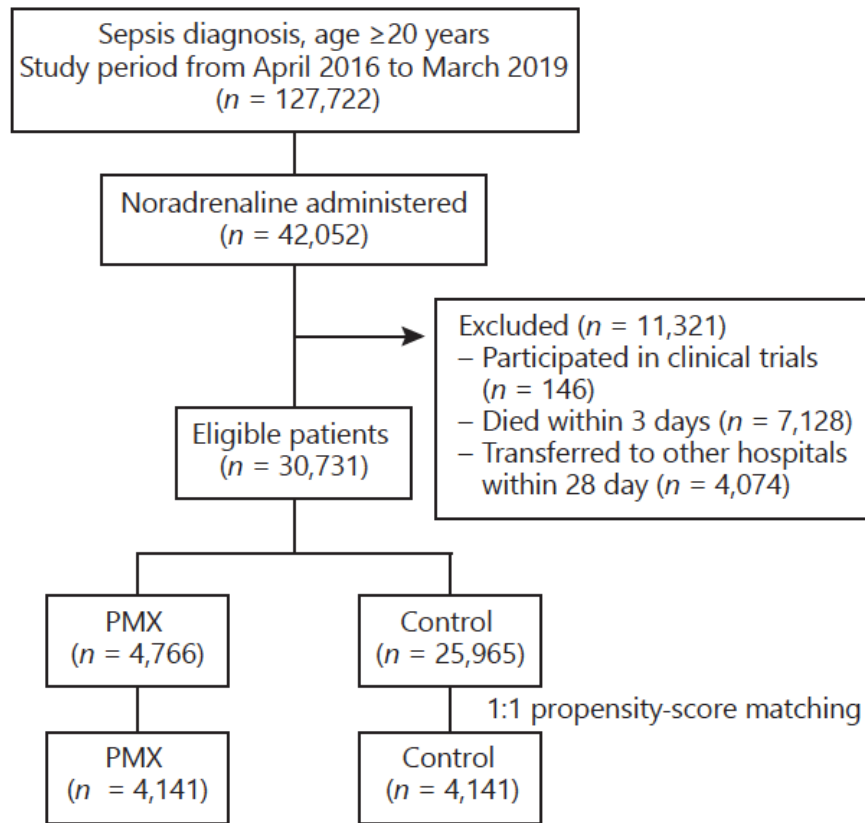 Sepsis diagnosis, age ≥20 years
Study period from April 2016 to March 2019
(n = 127,722)
Noradrenaline administered
(n = 42,052)
Excluded (n = 11,321)
– Participated in clinical trials
(n = 146)
– Died within 3 days (n = 7,128)
– Transferred to other hospitals
within 28 day (n = 4,074)
Eligible patients
(n = 30,731)
PMX
(n = 4,766)
Control
(n = 25,965)
1:1 propensity-score matching
PMX
(n = 4,141)
Control
(n = 4,141)